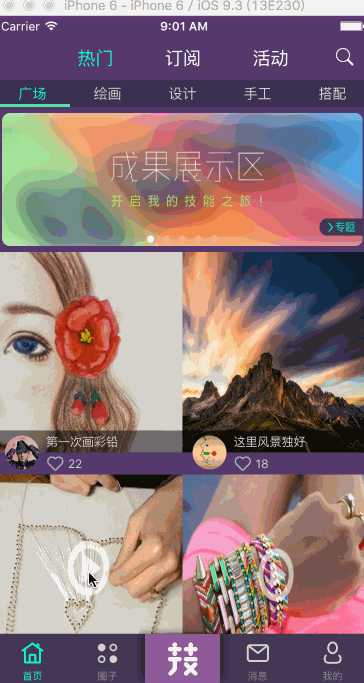 iPhone 6 - iPhone 6 / iOS 9.3 (13E230)
Carrier 9:01 AM
热门 订阅 活动
广场 绘画 设计 手工 搭配
成果展示区
开启我的技能之旅！
专题
第一次画彩铅 这里风景独好
22 18
首页 圈子 技 消息 我的